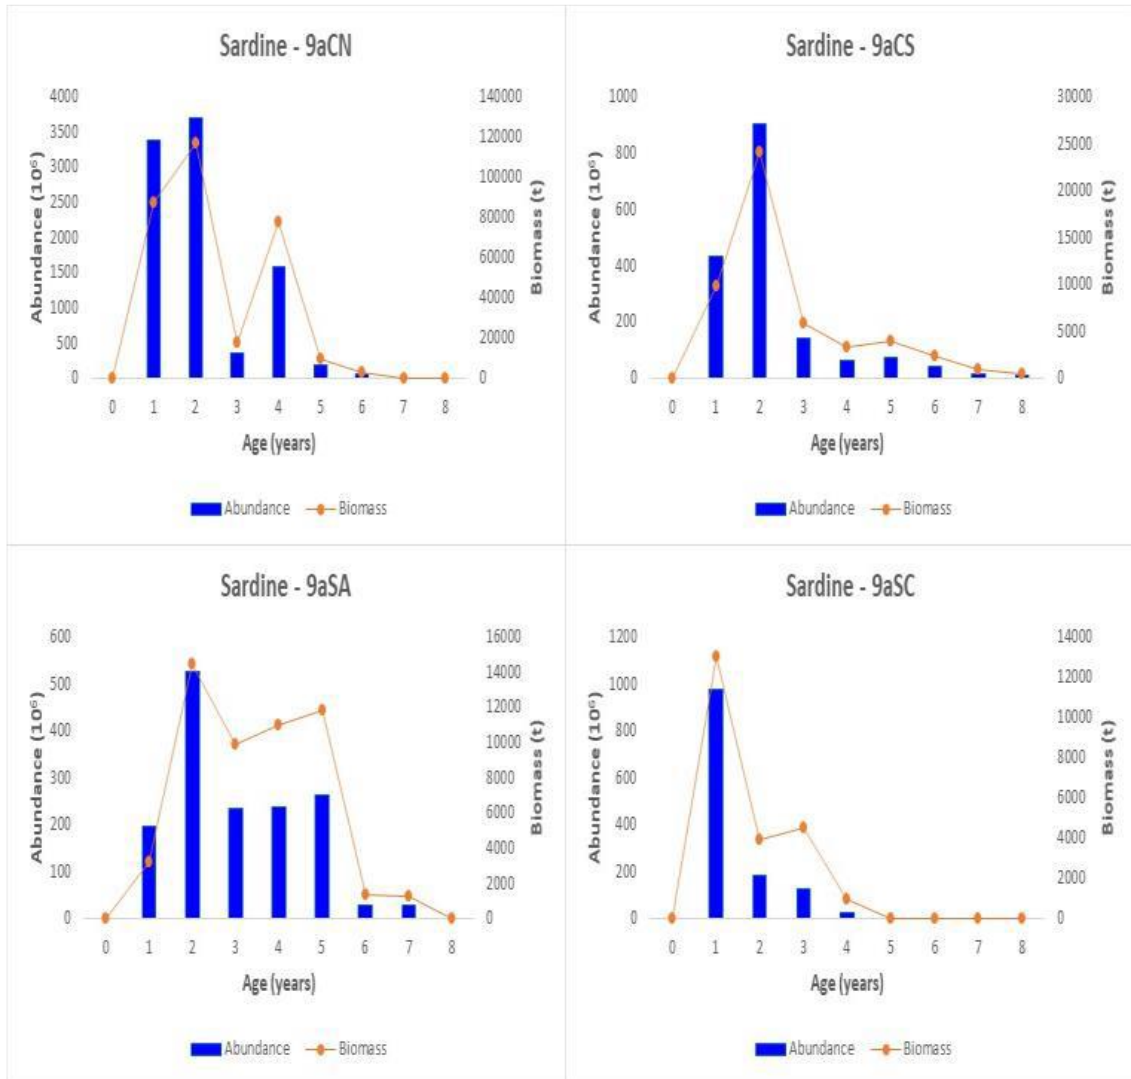 Sardine - 9aCN
4000
3500
3000
2500
2000
1500
1000
500
0
Abundance (10⁶)
140000
120000
100000
80000
60000
40000
20000
0
Biomass (t)
0 1 2 3 4 5 6 7 8
Age (years)
Abundance Biomass
Sardine - 9aCS
1000
800
600
400
200
0
Abundance (10⁶)
30000
25000
20000
15000
10000
5000
0
Biomass (t)
0 1 2 3 4 5 6 7 8
Age (years)
Abundance Biomass
Sardine - 9aSA
600
500
400
300
200
100
0
Abundance (10⁶)
16000
14000
12000
10000
8000
6000
4000
2000
0
Biomass (t)
0 1 2 3 4 5 6 7 8
Age (years)
Abundance Biomass
Sardine - 9aSC
1200
1000
800
600
400
200
0
Abundance (10⁶)
14000
12000
10000
8000
6000
4000
2000
0
Biomass (t)
0 1 2 3 4 5 6 7 8
Age (years)
Abundance Biomass